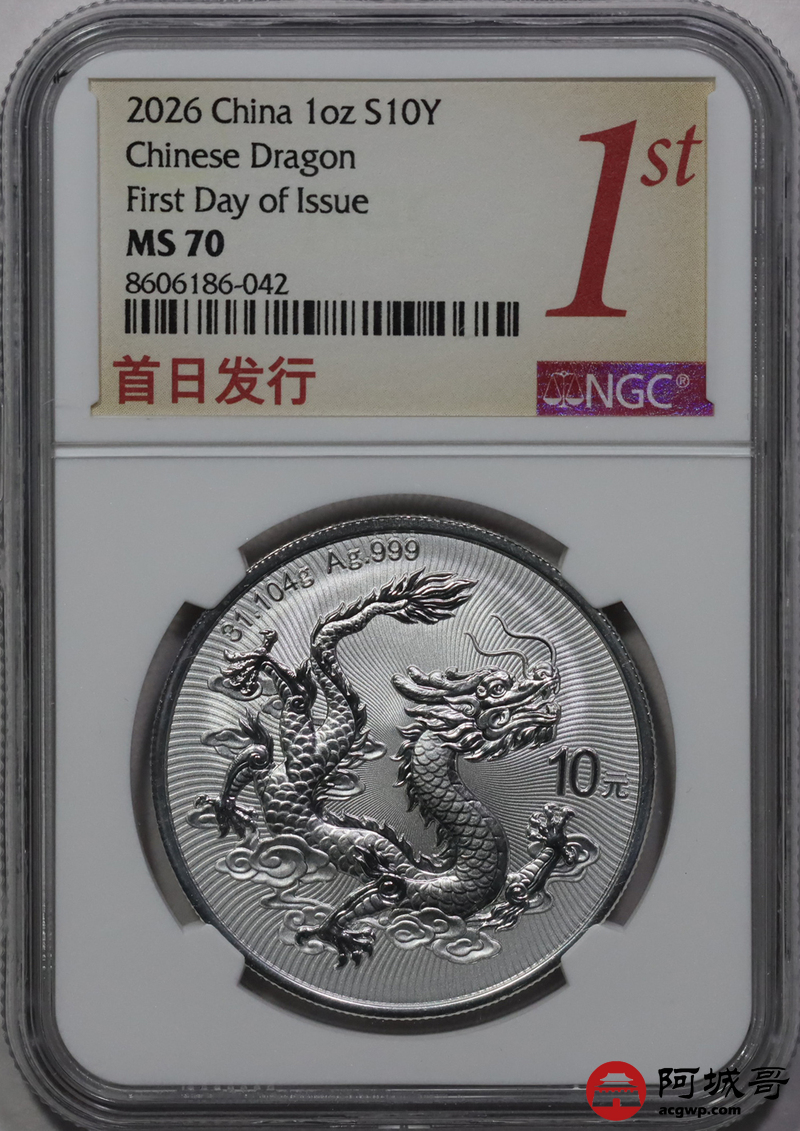 2026 China 1oz S10Y
Chinese Dragon
First Day of Issue
MS 70
8606186-042
1st
首日发行
NGC®
31.104g Ag.999
10元
阿城哥
acgwp.com